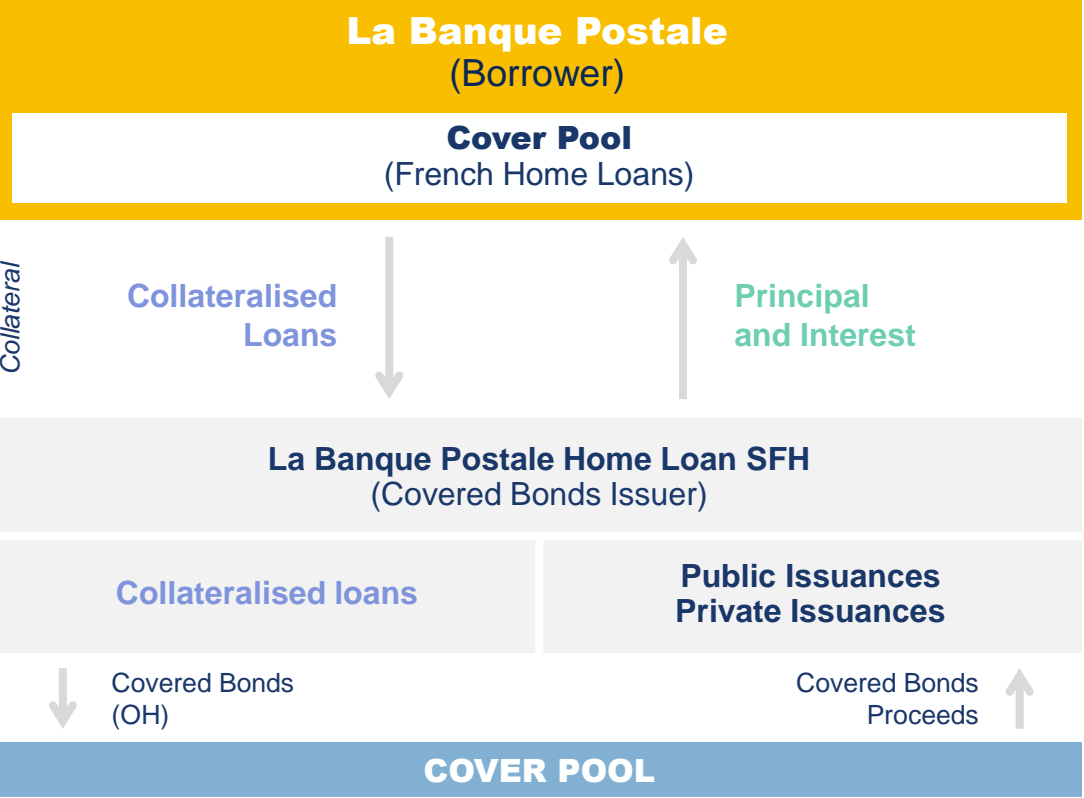 La Banque Postale
(Borrower)
Cover Pool
(French Home Loans)
Collateral
Collateralised
Loans
Principal
and Interest
La Banque Postale Home Loan SFH
(Covered Bonds Issuer)
Collateralised loans
Public Issuances
Private Issuances
Covered Bonds
(OH)
Covered Bonds
Proceeds
COVER POOL